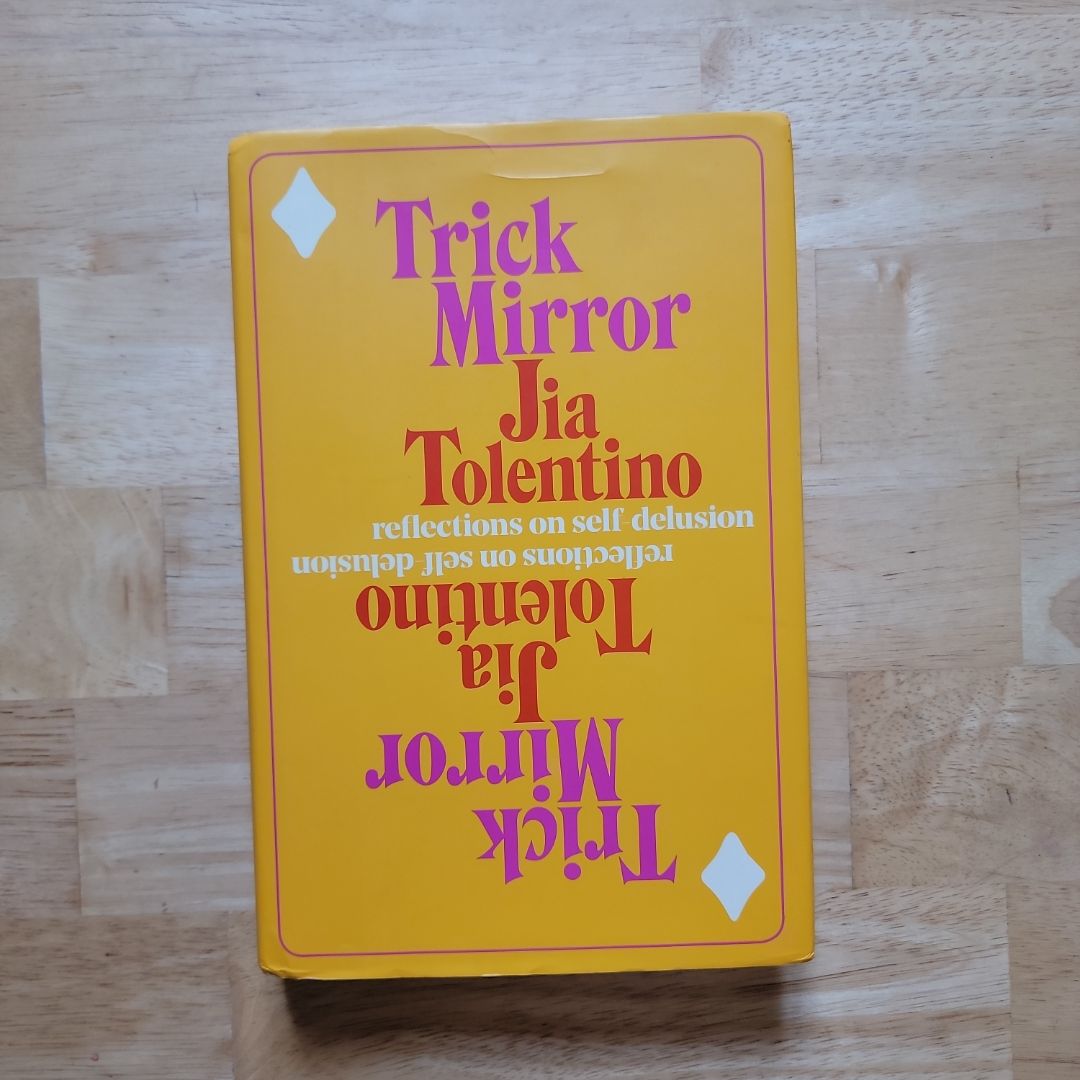 Trick
Mirror
Jia
Tolentino
reflections on self-delusion
reflections on self-delusion
Tolentino
Jia
Mirror
Trick